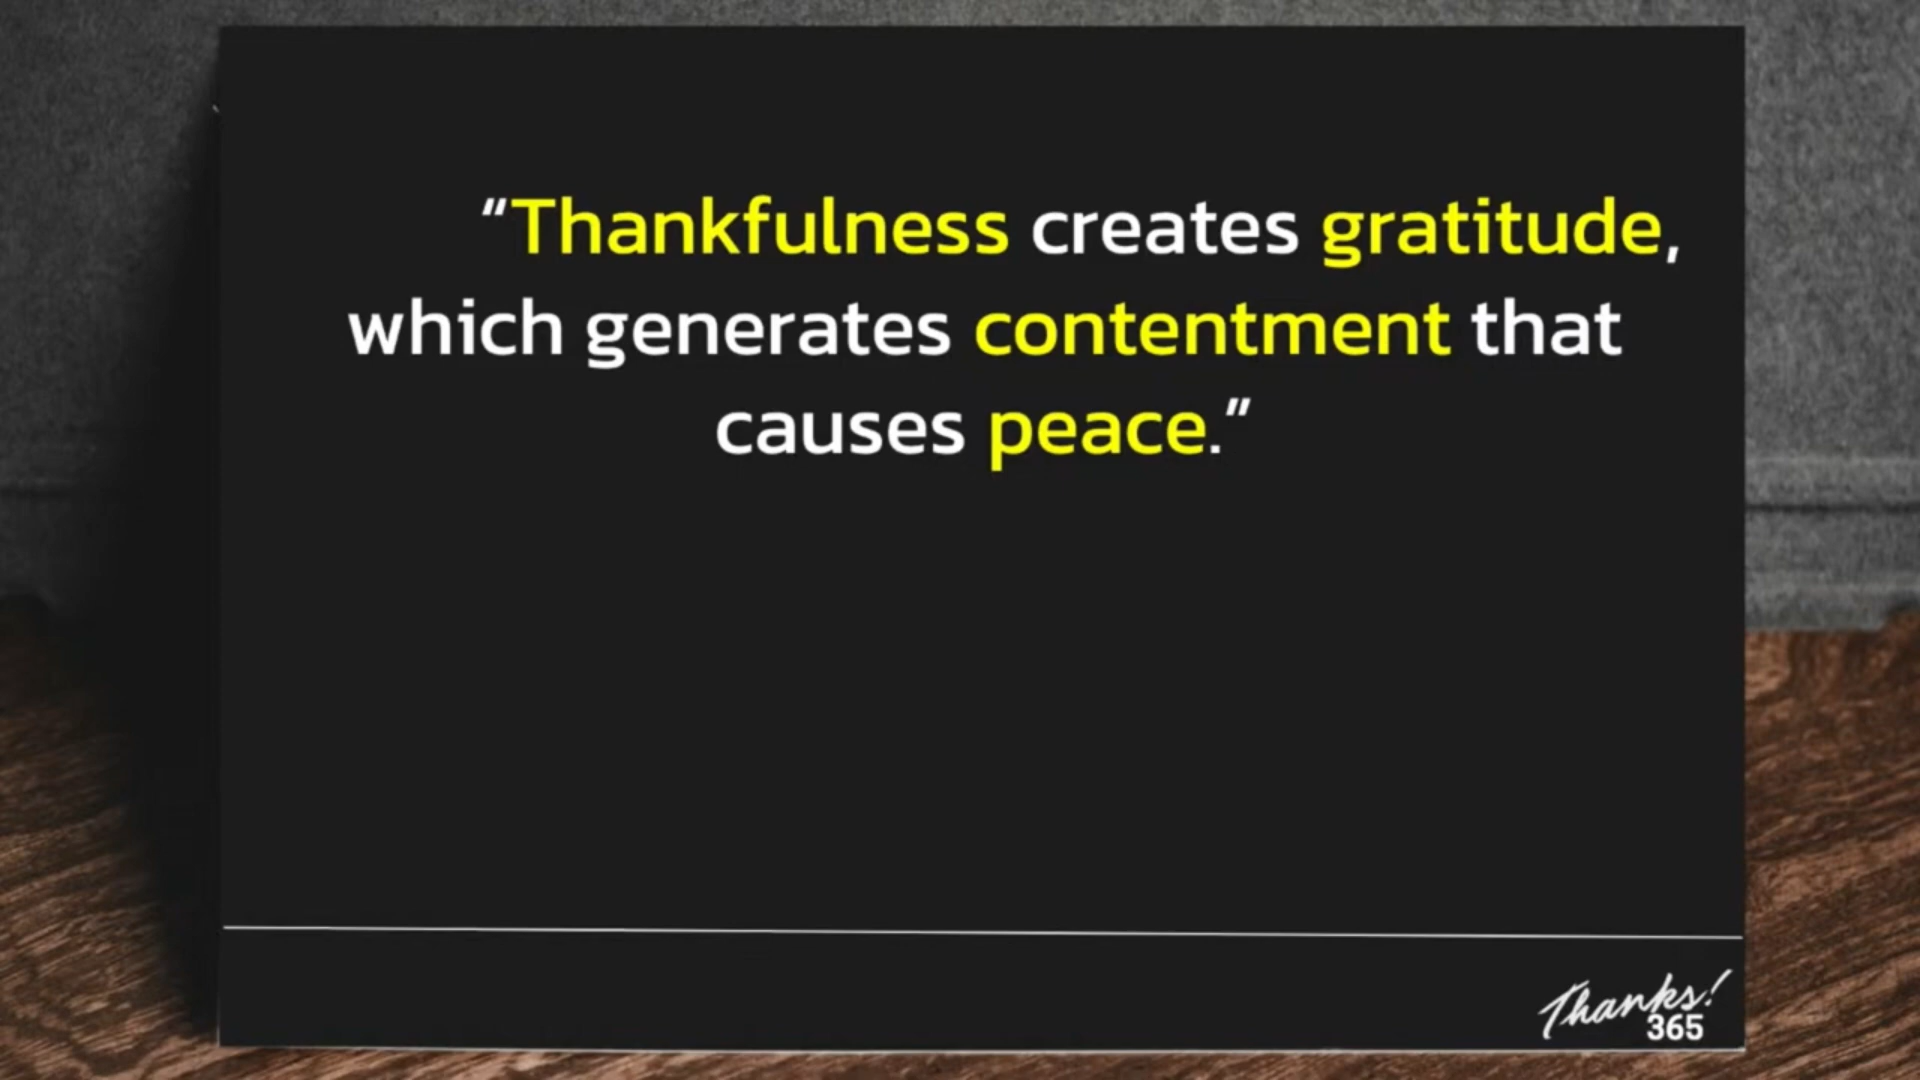 “Thankfulness creates gratitude,
which generates contentment that
causes peace.”
Thanks!
365